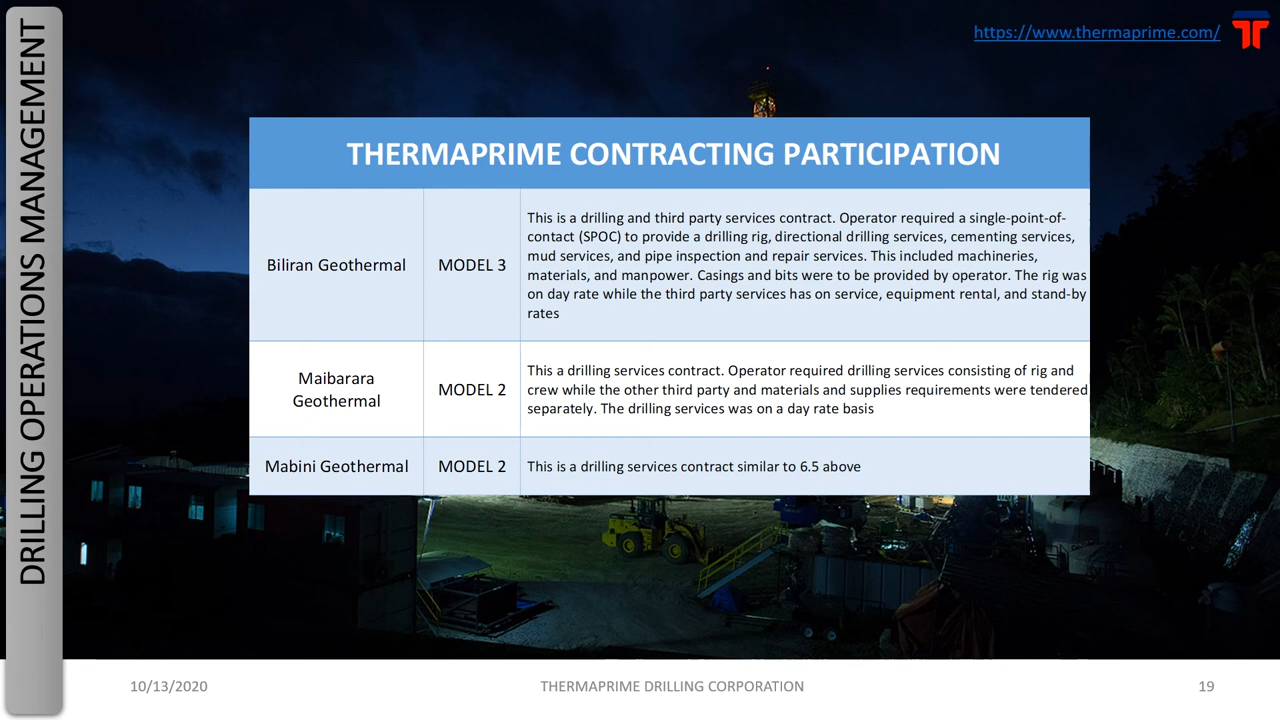 DRILLING OPERATIONS MANAGEMENT
https://www.thermaprime.com/
THERMAPRIME CONTRACTING PARTICIPATION
Biliran Geothermal
MODEL 3
This is a drilling and third party services contract. Operator required a single-point-of-
contact (SPOC) to provide a drilling rig, directional drilling services, cementing services,
mud services, and pipe inspection and repair services. This included machineries,
materials, and manpower. Casings and bits were to be provided by operator. The rig was
on day rate while the third party services has on service, equipment rental, and stand-by
rates
Maibarara
Geothermal
MODEL 2
This a drilling services contract. Operator required drilling services consisting of rig and
crew while the other third party and materials and supplies requirements were tendered
separately. The drilling services was on a day rate basis
Mabini Geothermal
MODEL 2
This is a drilling services contract similar to 6.5 above
10/13/2020
THERMAPRIME DRILLING CORPORATION
19